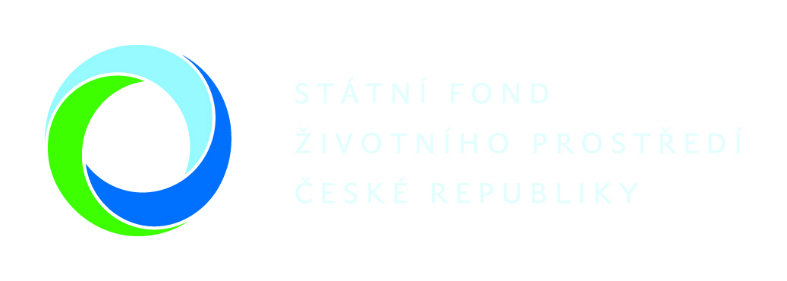 STÁTNÍ FOND
ŽIVOTNÍHO PROSTŘEDÍ
ČESKÉ REPUBLIKY